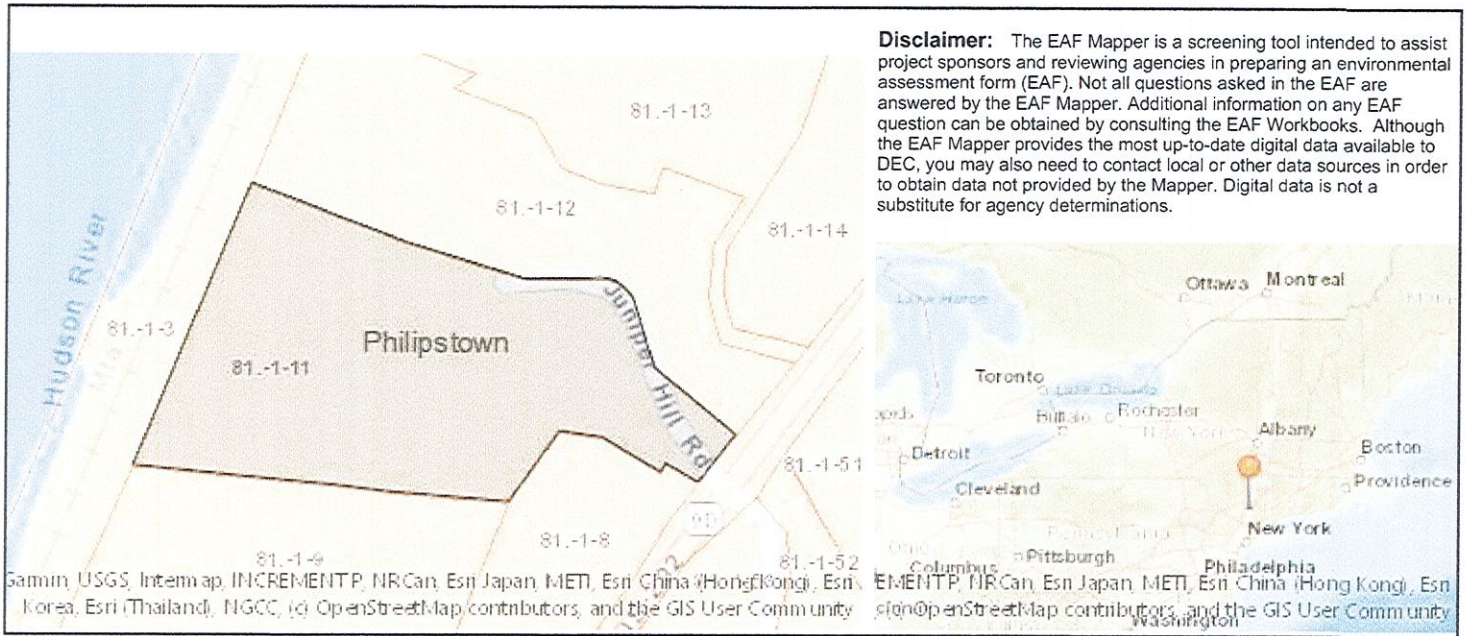 Disclaimer: The EAF Mapper is a screening tool intended to assist
project sponsors and reviewing agencies in preparing an environmental
assessment form (EAF). Not all questions asked in the EAF are
answered by the EAF Mapper. Additional information on any EAF
question can be obtained by consulting the EAF Workbooks. Although
the EAF Mapper provides the most up-to-date digital data available to
DEC, you may also need to contact local or other data sources in order
to obtain data not provided by the Mapper. Digital data is not a
substitute for agency determinations.
81.-1-13
81.-1-12
81.-1-14
Hudson River
81.-1-3
Philipstown
81.-1-11
Juniper Hill Rd
81.-1-51
81.-1-8
81.-1-9
81.-1-52
Garmin, USGS, Intermap, INCREMENT P, NRCan, Esri Japan, METI, Esri China (Hong Kong), Esri
Korea, Esri (Thailand), NGCC, (c) OpenStreetMap contributors, and the GIS User Community
Ottawa
Montreal
Toronto
Lake Ontario
Buffalo
Rochester
New York
Albany
Boston
Detroit
Providence
Cleveland
New York
Pennsylvania
Ohio
Pittsburgh
Columbus
Philadelphia
EMENT P, NRCan, Esri Japan, METI, Esri China (Hong Kong), Esri
OpenStreetMap contributors, and the GIS User Community
Washington